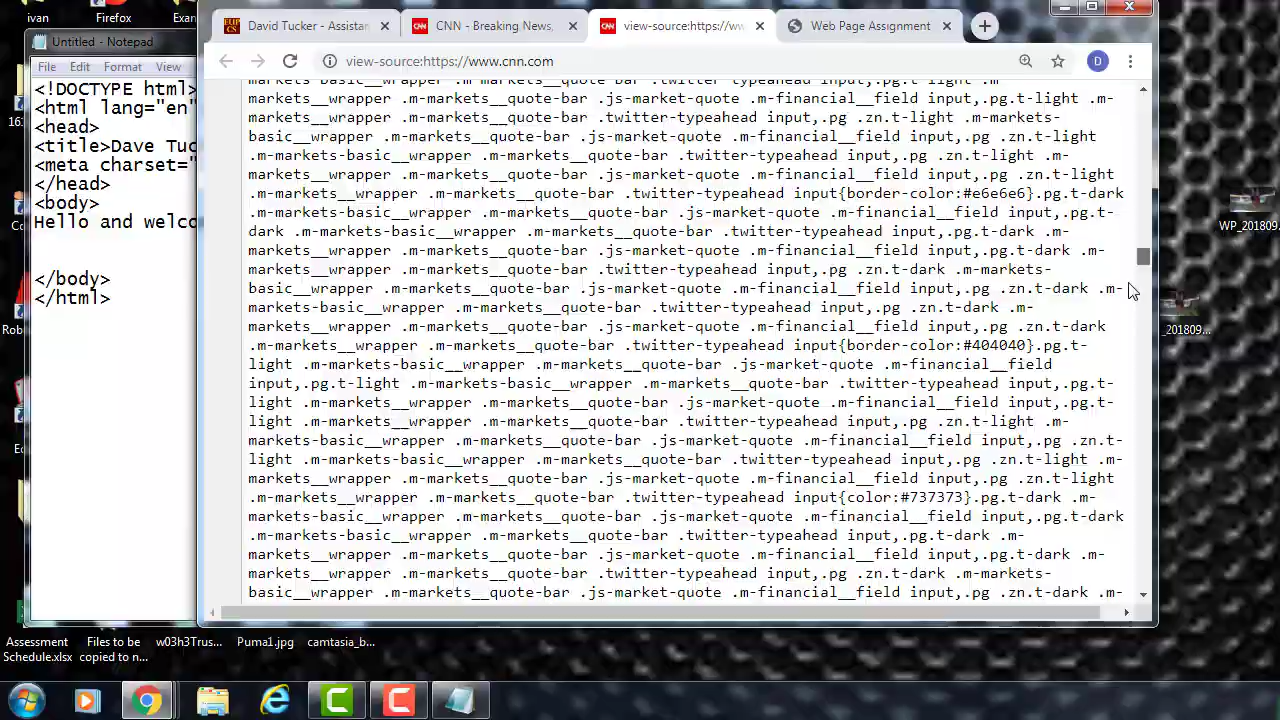 ivan
Firefox
Exan
Untitled - Notepad
File Edit Format View
<!DOCTYPE html>
<html lang="en"
<head>
<title>Dave Tuc
<meta charset="
</head>
<body>
Hello and welco
</body>
</html>
David Tucker - Assistan
CNN - Breaking News,
view-source:https://ww
Web Page Assignment
view-source:https://www.cnn.com
D
markets__wrapper .m-markets__quote-bar .twitter-typeahead input,.pg.t-light .m-
markets__wrapper .m-markets__quote-bar .js-market-quote .m-financial__field input,.pg.t-light .m-
markets__wrapper .m-markets__quote-bar .twitter-typeahead input,.pg .zn.t-light .m-markets-
basic__wrapper .m-markets__quote-bar .js-market-quote .m-financial__field input,.pg .zn.t-light
.m-markets-basic__wrapper .m-markets__quote-bar .twitter-typeahead input,.pg .zn.t-light .m-
markets__wrapper .m-markets__quote-bar .js-market-quote .m-financial__field input,.pg .zn.t-light
.m-markets__wrapper .m-markets__quote-bar .twitter-typeahead input{border-color:#e6e6e6}.pg.t-dark
.m-markets-basic__wrapper .m-markets__quote-bar .js-market-quote .m-financial__field input,.pg.t-
dark .m-markets-basic__wrapper .m-markets__quote-bar .twitter-typeahead input,.pg.t-dark .m-
markets__wrapper .m-markets__quote-bar .js-market-quote .m-financial__field input,.pg.t-dark .m-
markets__wrapper .m-markets__quote-bar .twitter-typeahead input,.pg .zn.t-dark .m-markets-
basic__wrapper .m-markets__quote-bar .js-market-quote .m-financial__field input,.pg .zn.t-dark .m-
markets-basic__wrapper .m-markets__quote-bar .twitter-typeahead input,.pg .zn.t-dark .m-
markets__wrapper .m-markets__quote-bar .js-market-quote .m-financial__field input,.pg .zn.t-dark
.m-markets__wrapper .m-markets__quote-bar .twitter-typeahead input{border-color:#404040}.pg.t-
light .m-markets-basic__wrapper .m-markets__quote-bar .js-market-quote .m-financial__field
input,.pg.t-light .m-markets-basic__wrapper .m-markets__quote-bar .twitter-typeahead input,.pg.t-
light .m-markets__wrapper .m-markets__quote-bar .js-market-quote .m-financial__field input,.pg.t-
light .m-markets__wrapper .m-markets__quote-bar .twitter-typeahead input,.pg .zn.t-light
.m-markets-basic__wrapper .m-markets__quote-bar .js-market-quote .m-financial__field input,.pg .zn.t-
light .m-markets-basic__wrapper .m-markets__quote-bar .twitter-typeahead input,.pg .zn.t-light .m-
markets__wrapper .m-markets__quote-bar .js-market-quote .m-financial__field input,.pg .zn.t-light
.m-markets__wrapper .m-markets__quote-bar .twitter-typeahead input{color:#737373}.pg.t-dark .m-
markets-basic__wrapper .m-markets__quote-bar .js-market-quote .m-financial__field input,.pg.t-dark
.m-markets-basic__wrapper .m-markets__quote-bar .twitter-typeahead input,.pg.t-dark .m-
markets__wrapper .m-markets__quote-bar .js-market-quote .m-financial__field input,.pg.t-dark .m-
markets__wrapper .m-markets__quote-bar .twitter-typeahead input,.pg .zn.t-dark .m-markets-
basic__wrapper .m-markets__quote-bar .js-market-quote .m-financial__field input,.pg .zn.t-dark .m-
WP_201809...
_201809...
161
Co
Rob
Ec
Assessment
Schedule.xlsx
Files to be
copied to n...
w03h3Trus...
Puma1.jpg
camtasia_b...